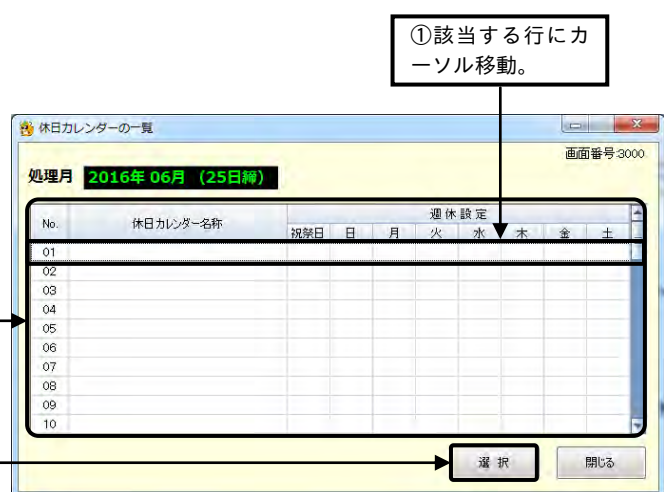 ①該当する行にカ
ーソル移動。
休日カレンダーの一覧
画面番号:3000
処理月 2016年 06月 (25日締)
No. 休日カレンダー名称 週休設定
祝祭日 日 月 火 水 木 金 土
01
02
03
04
05
06
07
08
09
10
選択 閉じる